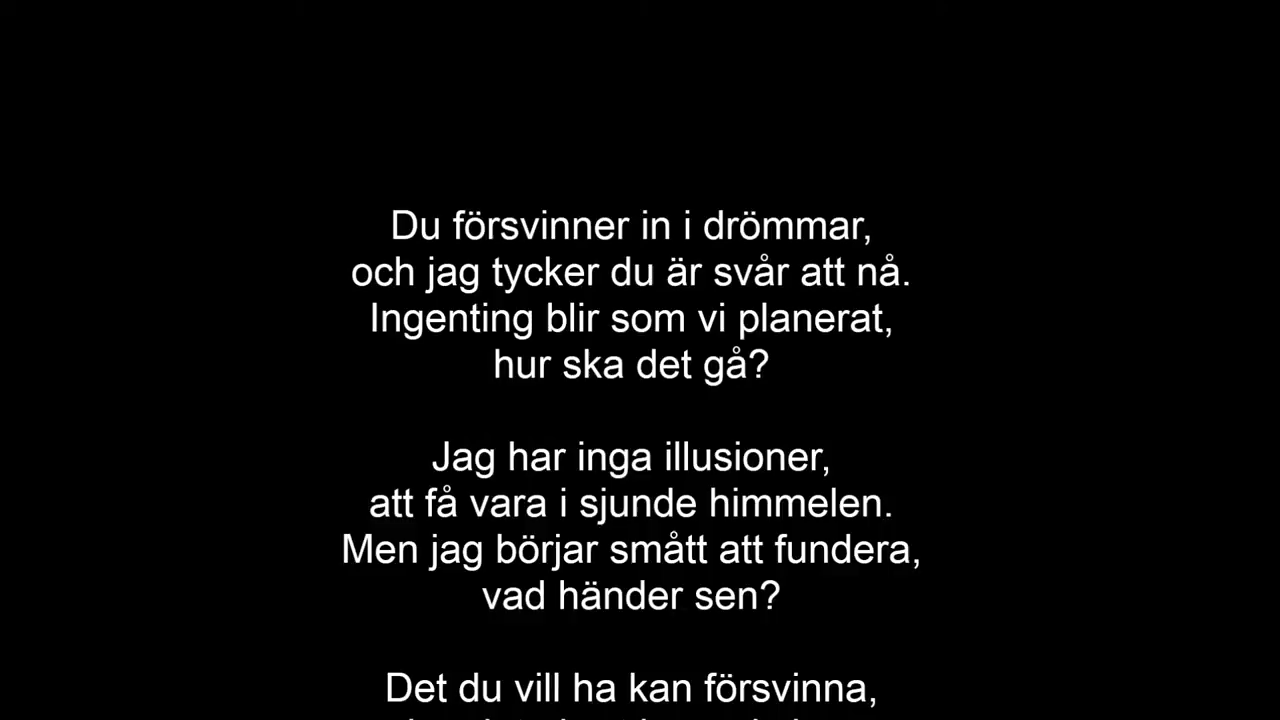 Du försvinner in i drömmar,
och jag tycker du är svår att nå.
Ingenting blir som vi planerat,
hur ska det gå?
Jag har inga illusioner,
att få vara i sjunde himmelen.
Men jag börjar smått att fundera,
vad händer sen?
Det du vill ha kan försvinna,